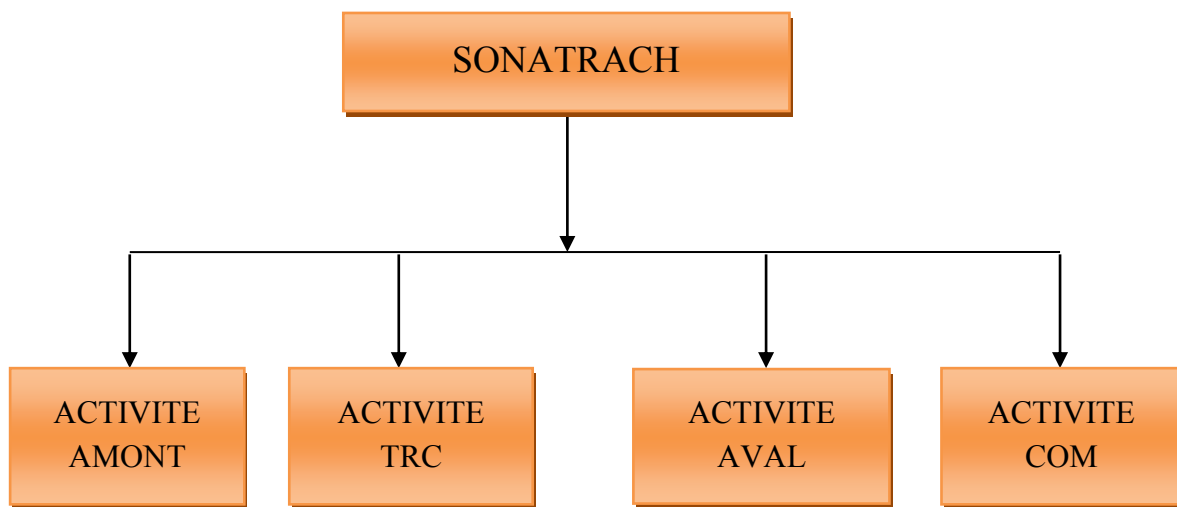 SONATRACH
ACTIVITE
AMONT
ACTIVITE
TRC
ACTIVITE
AVAL
ACTIVITE
COM